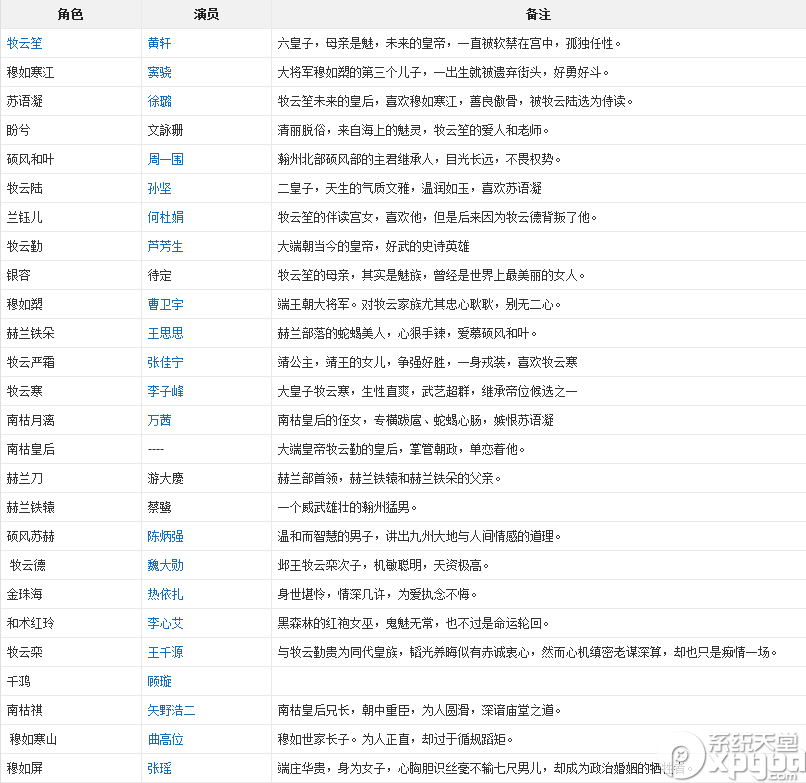 角色 演员 备注
牧云笙 黄轩 六皇子，母亲是魅，未来的皇帝，一直被软禁在宫中，孤独任性。
穆如寒江 窦骁 大将军穆如槊的第三个儿子，一出生就被遗弃街头，好勇好斗。
苏语凝 徐璐 牧云笙未来的皇后，喜欢穆如寒江，善良傲骨，被牧云陆选为侍读。
盼兮 文詠珊 清丽脱俗，来自海上的魅灵，牧云笙的爱人和老师。
硕风和叶 周一围 瀚州北部硕风部的主君继承人，目光长远，不畏权势。
牧云陆 孙坚 二皇子，天生的气质文雅，温润如玉，喜欢苏语凝
兰钰儿 何杜娟 牧云笙的伴读宫女，喜欢他，但是后来因为牧云德背叛了他。
牧云勤 芦芳生 大端朝当今的皇帝，好武的史诗英雄
银容 待定 牧云笙的母亲，其实是魅族，曾经是世界上最美丽的女人。
穆如槊 曹卫宇 端王朝大将军。对牧云家族尤其忠心耿耿，别无二心。
赫兰铁朵 王思思 赫兰部落的蛇蝎美人，心狠手辣，爱慕硕风和叶。
牧云严霜 张佳宁 靖公主，靖王的女儿，争强好胜，一身戎装，喜欢牧云寒
牧云寒 李子峰 大皇子牧云寒，生性直爽，武艺超群，继承帝位候选之一
南枯月漓 万茜 南枯皇后的侄女，专横跋扈、蛇蝎心肠，嫉恨苏语凝
南枯皇后 ---- 大端皇帝牧云勤的皇后，掌管朝政，单恋着他。
赫兰刀 游大慶 赫兰部首领，赫兰铁辕和赫兰铁朵的父亲。
赫兰铁辕 蔡鹭 一个威武雄壮的瀚州猛男。
硕风苏赫 陈炳强 温和而智慧的男子，讲出九州大地与人间情感的道理。
牧云德 魏大勋 邺王牧云栾次子，机敏聪明，天资极高。
金珠海 热依扎 身世堪怜，情深几许，为爱执念不悔。
和术红玲 李心艾 黑森林的红袍女巫，鬼魅无常，也不过是命运轮回。
牧云栾 王千源 与牧云勤贵为同代皇族，韬光养晦似有赤诚衷心，然而心机缜密老谋深算，却也只是痴情一场。
千鸿 顾璇
南枯祺 矢野浩二 南枯皇后兄长，朝中重臣，为人圆滑，深谙庙堂之道。
穆如寒山 曲高位 穆如世家长子。为人正直，却过于循规蹈矩。
穆如屏 张瑶 端庄华贵，身为女子，心胸胆识丝毫不输七尺男儿，却成为政治婚姻的牺牲者。
系统天堂
xpgod
.com